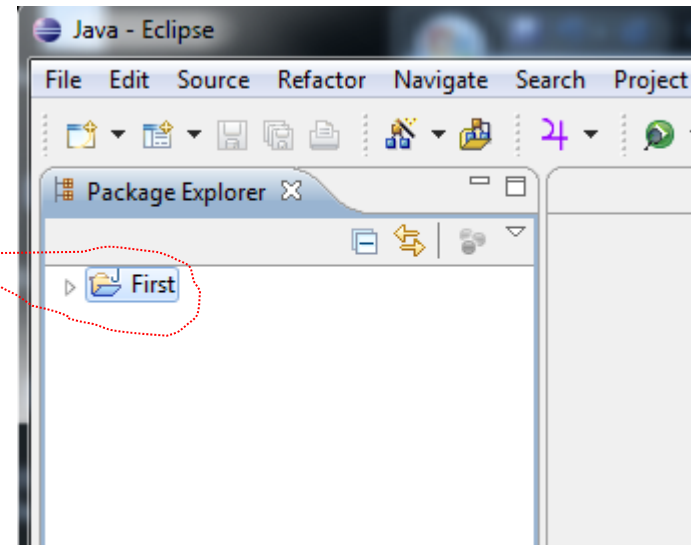 Java - Eclipse
File Edit Source Refactor Navigate Search Project
Package Explorer
First